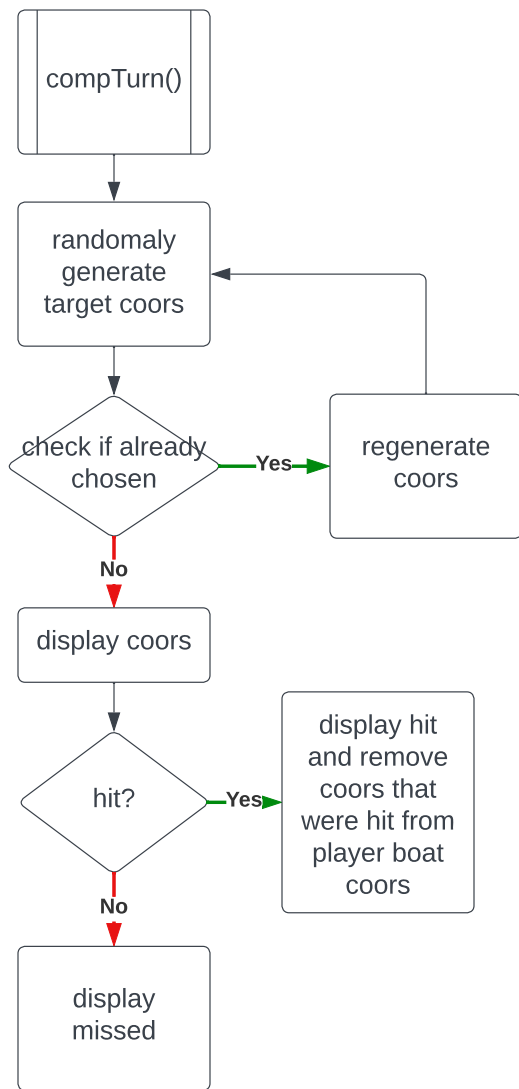 compTurn()
randomaly
generate
target coors
check if already
chosen
Yes
regenerate
coors
No
display coors
hit?
Yes
display hit
and remove
coors that
were hit from
player boat
coors
No
display
missed